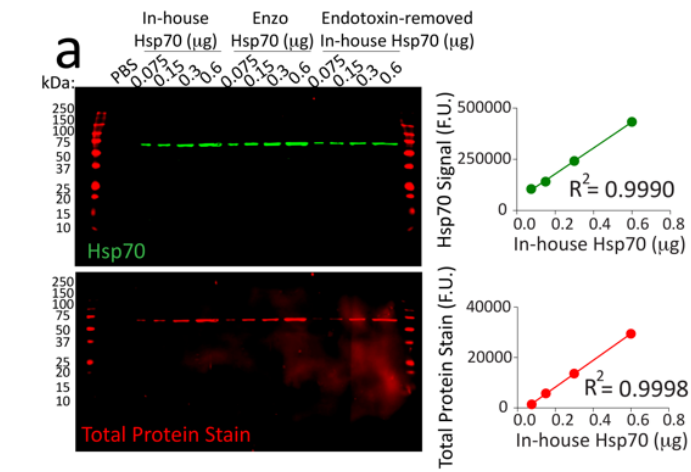 a
In-house Hsp70 (µg)
Enzo Hsp70 (µg)
Endotoxin-removed In-house Hsp70 (µg)
kDa:
PBS 0.075 0.15 0.3 0.6 0.075 0.15 0.3 0.6 0.075 0.15 0.3 0.6
250
150
100
75
50
37
25
20
15
10
Hsp70
Hsp70 Signal (F.U.)
500000
250000
0
R²= 0.9990
0.0 0.2 0.4 0.6 0.8
In-house Hsp70 (µg)
250
150
100
75
50
37
25
20
15
10
Total Protein Stain
Total Protein Stain (F.U.)
40000
20000
0
R²= 0.9998
0.0 0.2 0.4 0.6 0.8
In-house Hsp70 (µg)